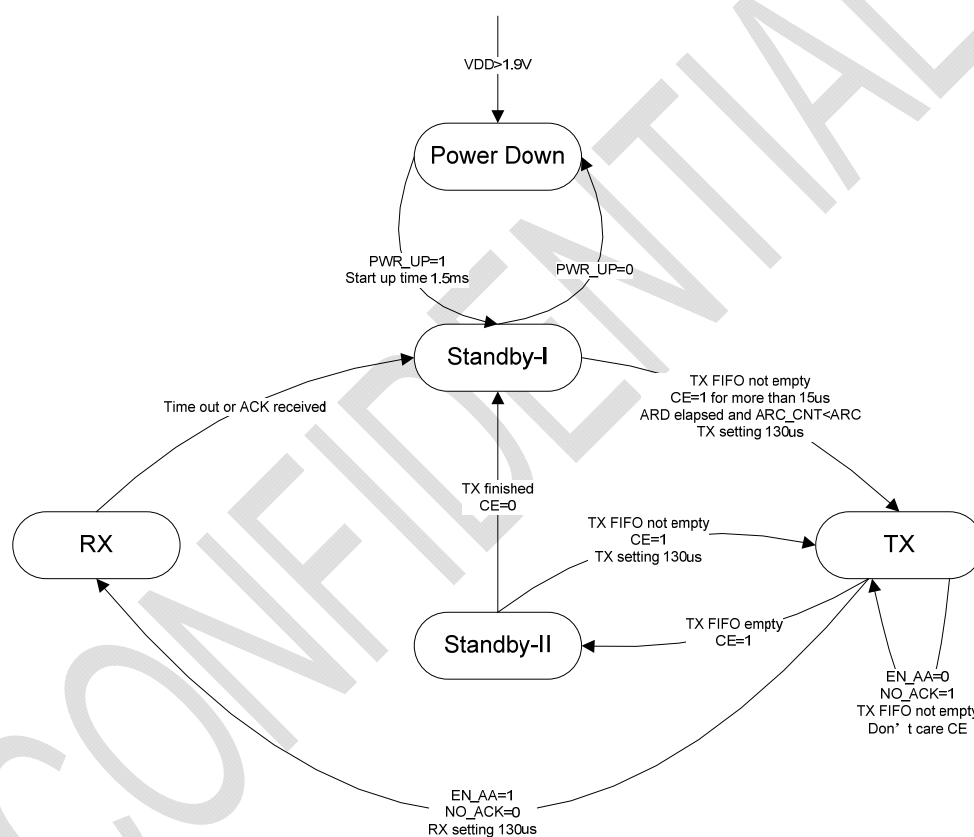 VDD>1.9V
Power Down
PWR_UP=1
Start up time 1.5ms
PWR_UP=0
Standby-I
Time out or ACK received
TX FIFO not empty
CE=1 for more than 15us
ARD elapsed and ARC_CNT<ARC
TX setting 130us
TX finished
CE=0
RX
TX FIFO not empty
CE=1
TX setting 130us
TX
Standby-II
TX FIFO empty
CE=1
EN_AA=0
NO_ACK=1
TX FIFO not empty
Don't care CE
EN_AA=1
NO_ACK=0
RX setting 130us
CONFIDENTIAL